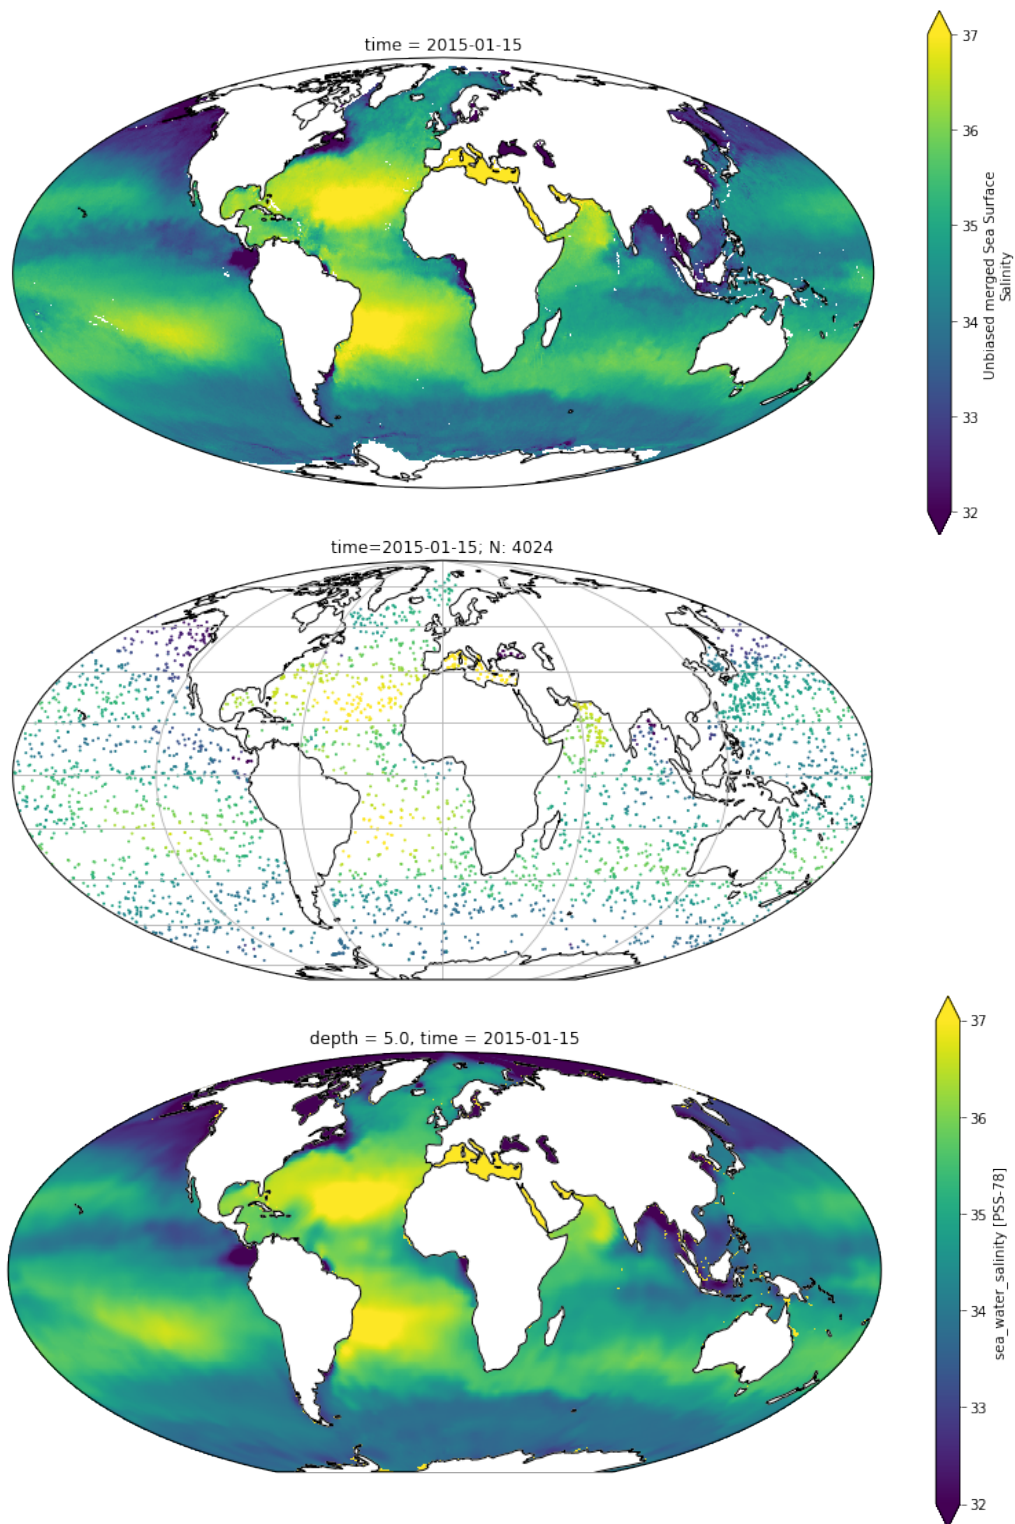 time = 2015-01-15
37
36
35
34
33
32
Unbiased merged Sea Surface
Salinity
time=2015-01-15; N: 4024
depth = 5.0, time = 2015-01-15
37
36
35
34
33
32
sea_water_salinity [PSS-78]